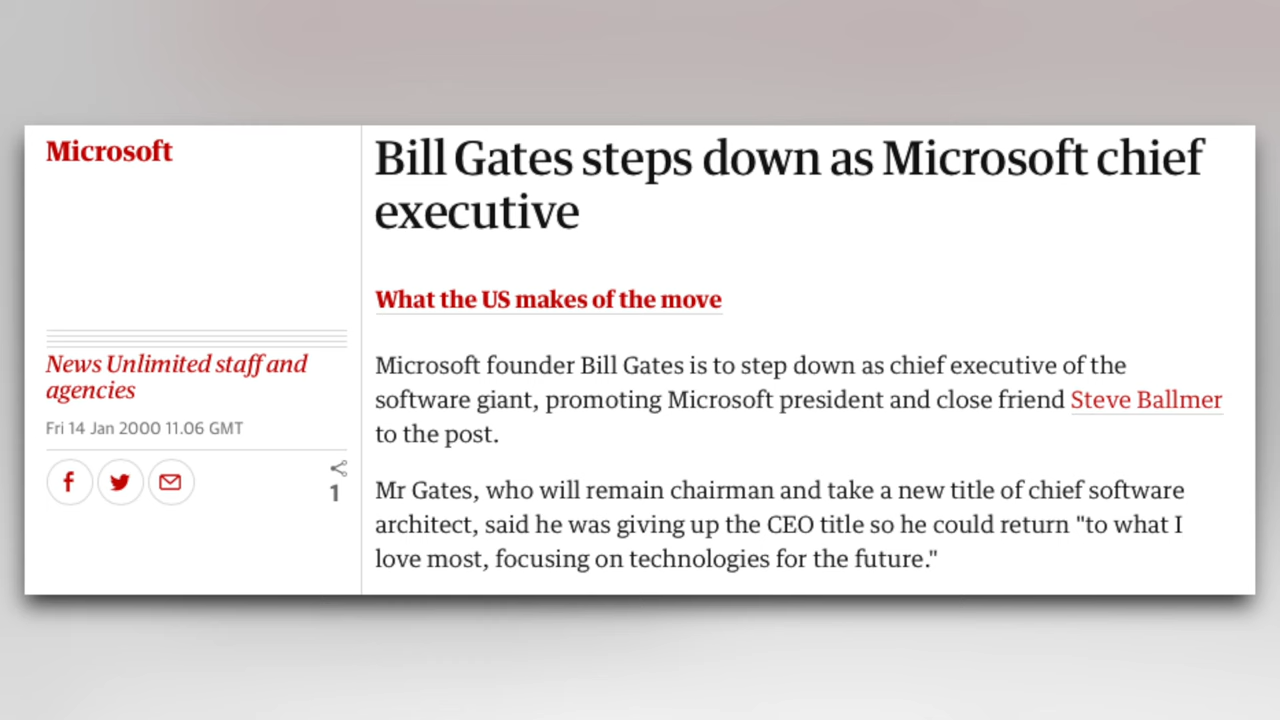 Microsoft
Bill Gates steps down as Microsoft chief
executive
What the US makes of the move
News Unlimited staff and
agencies
Fri 14 Jan 2000 11.06 GMT
1
Microsoft founder Bill Gates is to step down as chief executive of the
software giant, promoting Microsoft president and close friend Steve Ballmer
to the post.
Mr Gates, who will remain chairman and take a new title of chief software
architect, said he was giving up the CEO title so he could return "to what I
love most, focusing on technologies for the future."